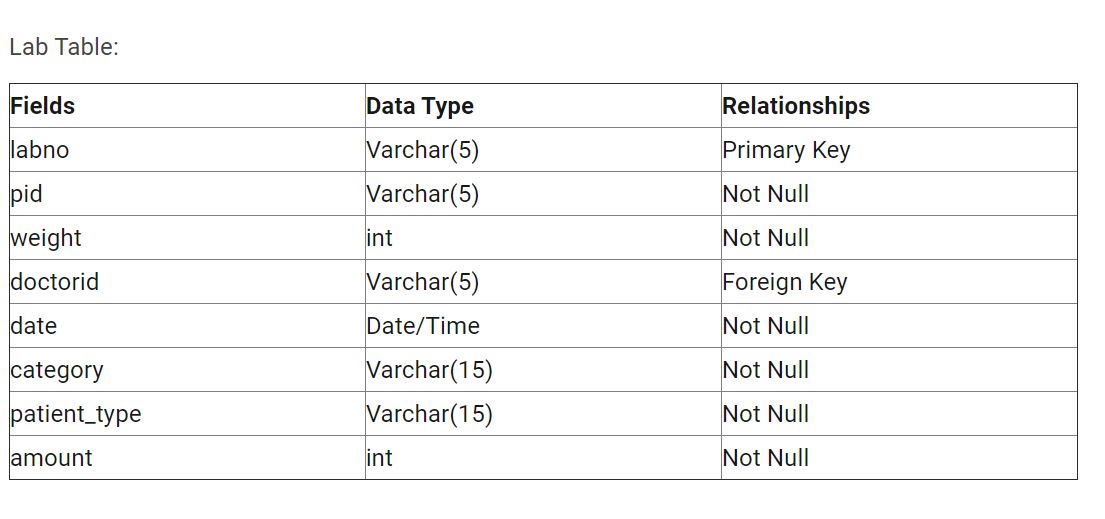 Lab Table:
Fields Data Type Relationships
labno Varchar(5) Primary Key
pid Varchar(5) Not Null
weight int Not Null
doctorid Varchar(5) Foreign Key
date Date/Time Not Null
category Varchar(15) Not Null
patient_type Varchar(15) Not Null
amount int Not Null